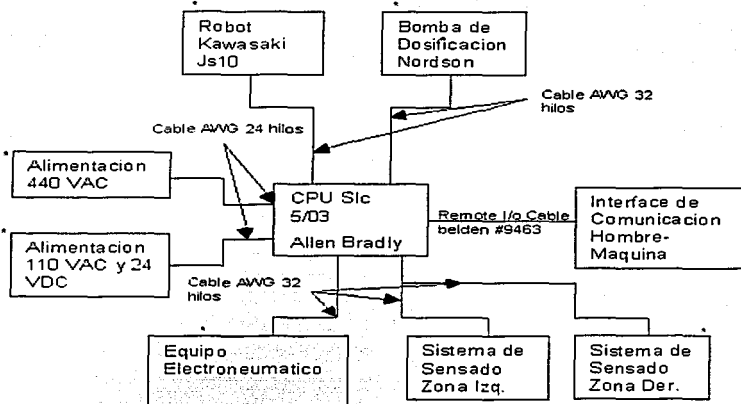 Robot
Kawasaki
Js10
Bomba de
Dosificacion
Nordson
Cable AWG 32
hilos
Cable AWG 24 hilos
Alimentacion
440 VAC
CPU Slc
5/03
Allen Bradly
Remote I/o Cable
belden #9463
Interface de
Comunicacion
Hombre-
Maquina
Alimentacion
110 VAC y 24
VDC
Cable AWG 32
hilos
Equipo
Electroneumatico
Sistema de
Sensado
Zona Izq.
Sistema de
Sensado
Zona Der.